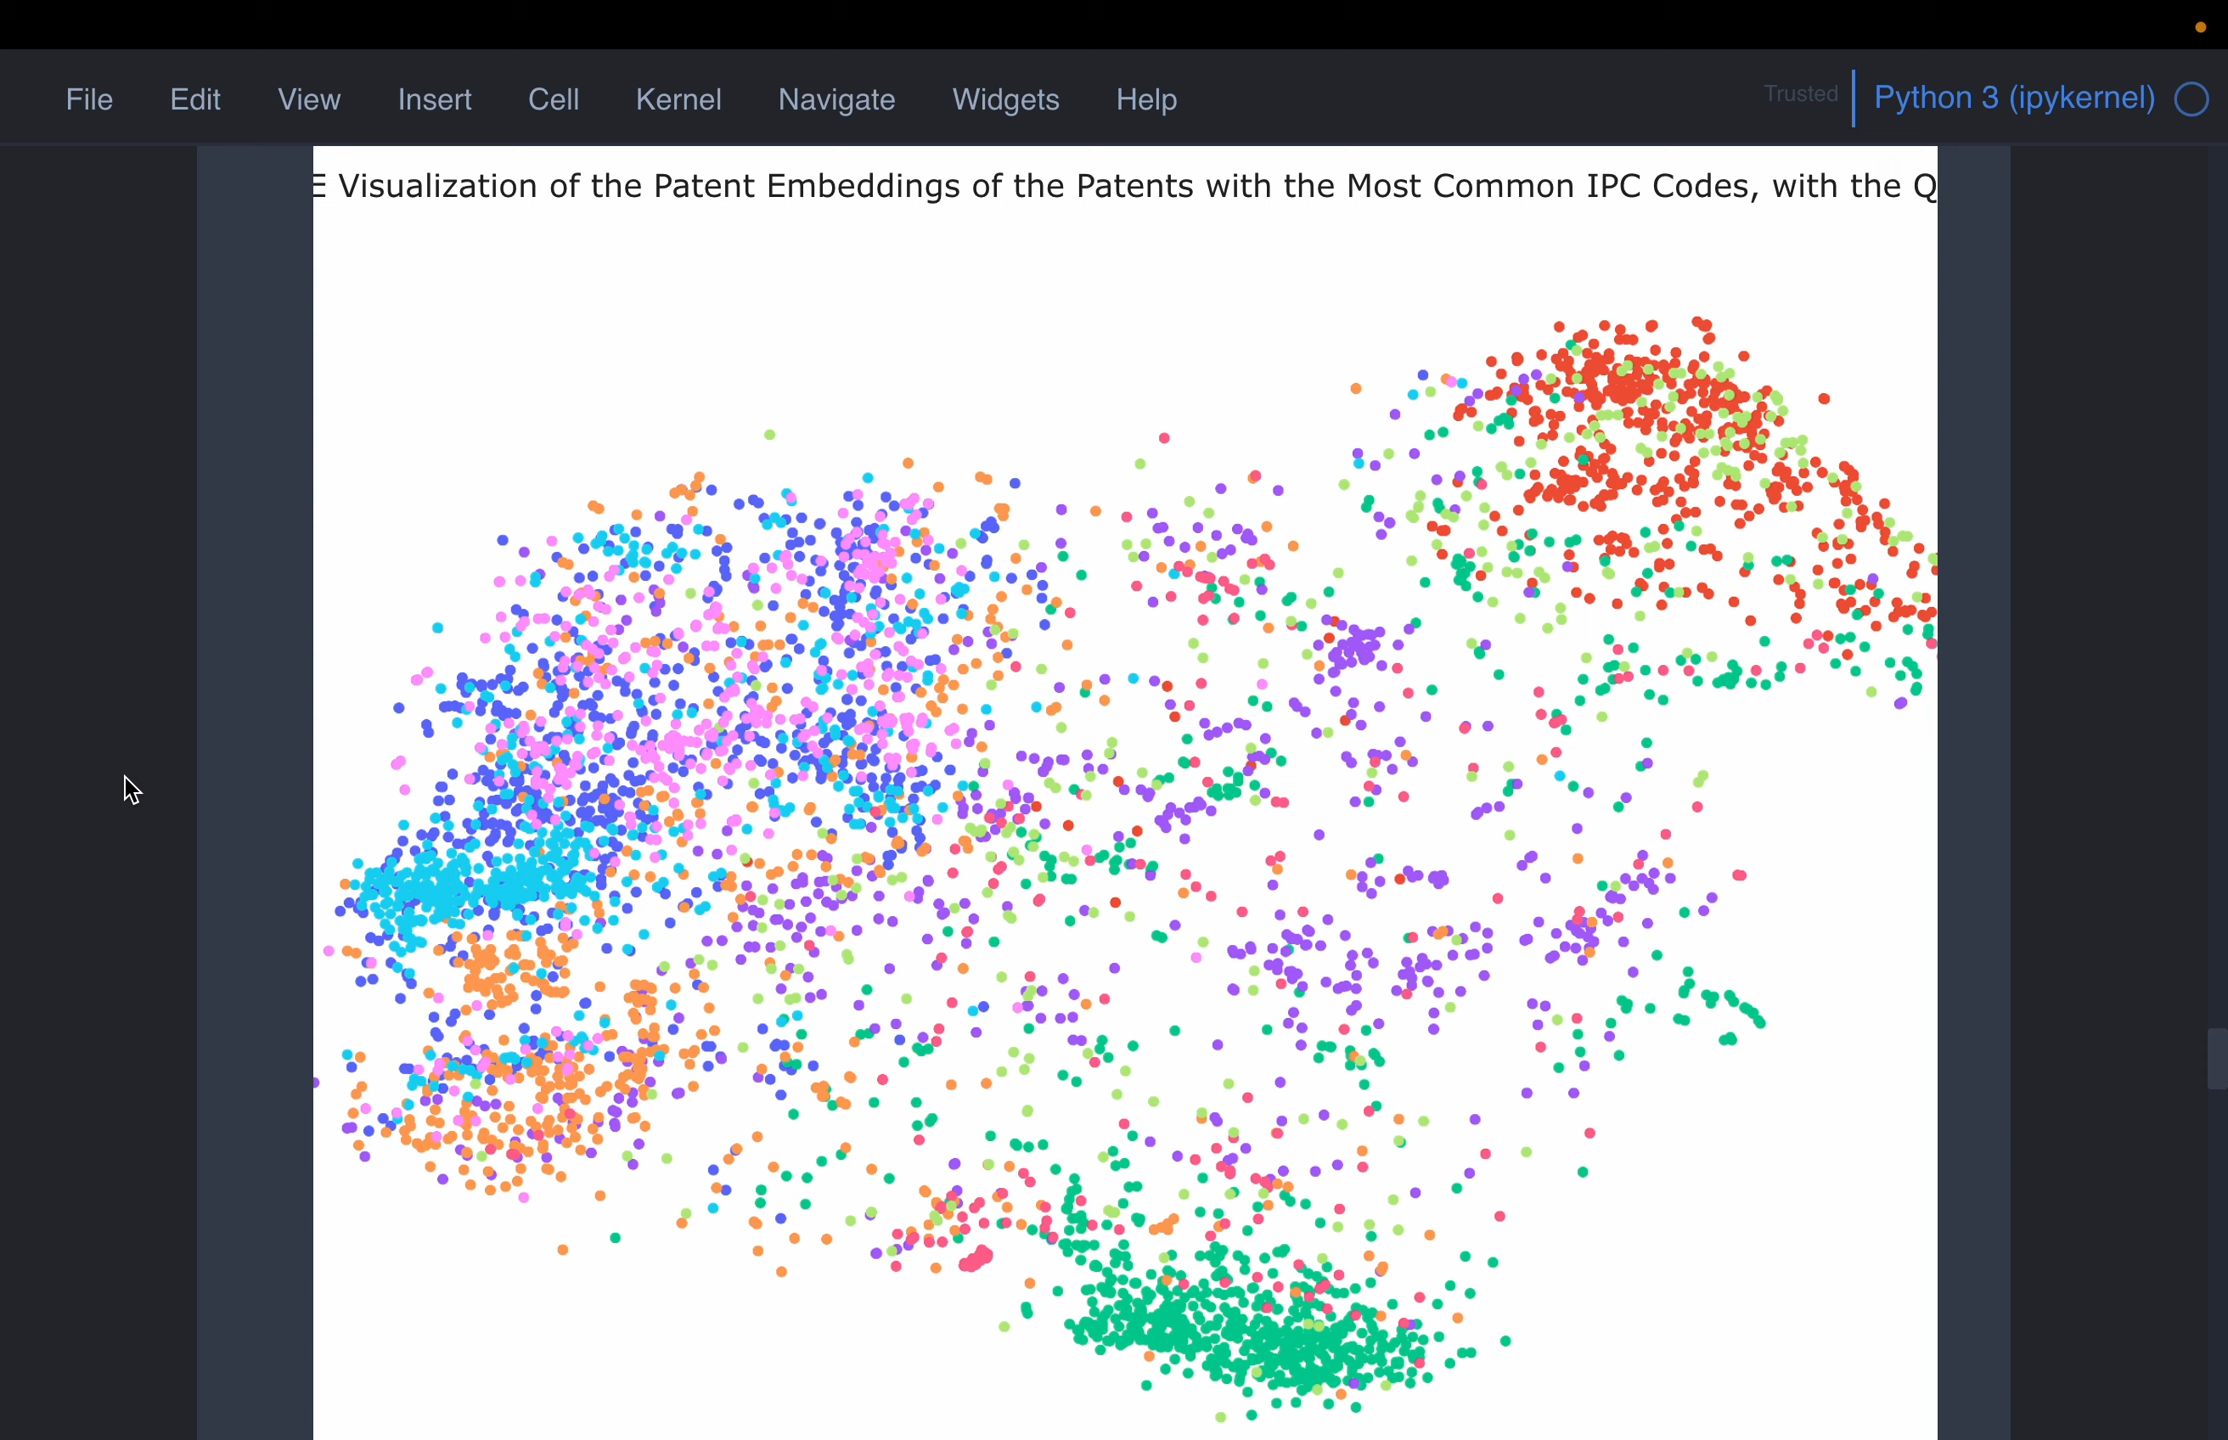 File Edit View Insert Cell Kernel Navigate Widgets Help Trusted Python 3 (ipykernel)
E Visualization of the Patent Embeddings of the Patents with the Most Common IPC Codes, with the Q